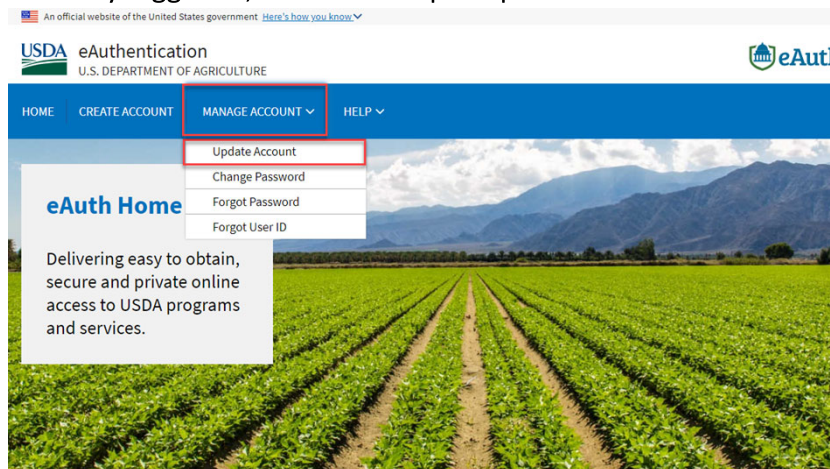 An official website of the United States government Here's how you know
USDA eAuthentication
U.S. DEPARTMENT OF AGRICULTURE
HOME CREATE ACCOUNT MANAGE ACCOUNT HELP
Update Account
Change Password
Forgot Password
Forgot User ID
eAuth Home
Delivering easy to obtain,
secure and private online
access to USDA programs
and services.